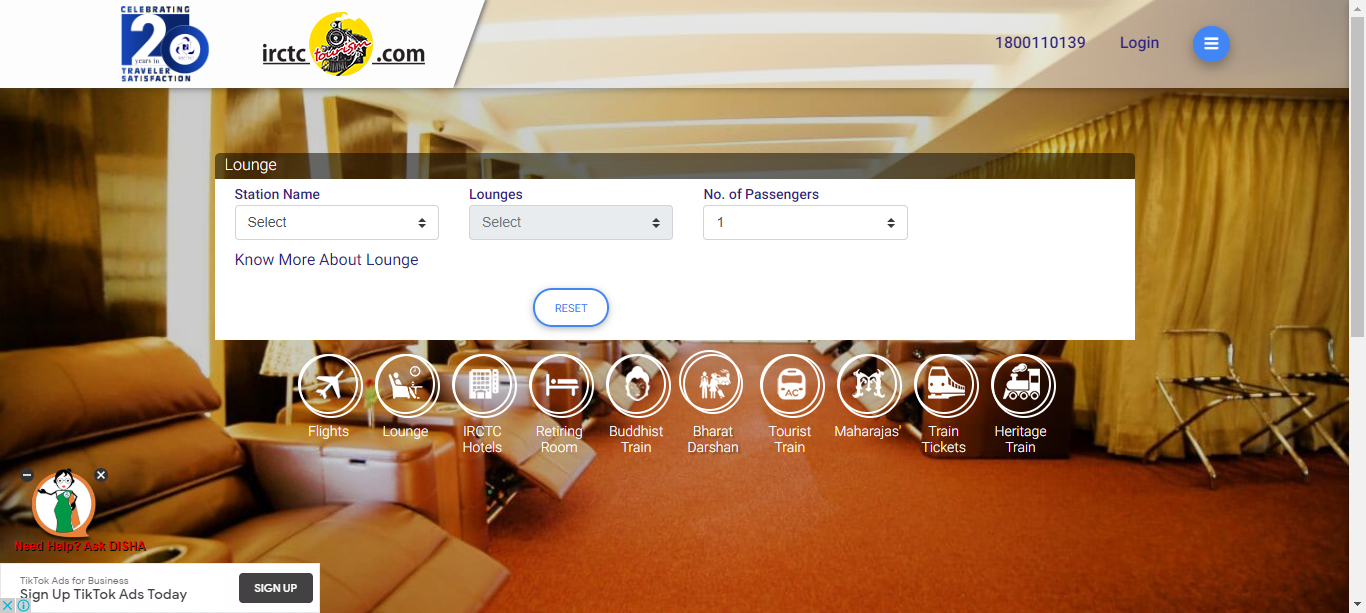 CELEBRATING
20
years in
TRAVELER
SATISFACTION
irctc tourism .com
1800110139 Login
Lounge
Station Name Lounges No. of Passengers
Select Select 1
Know More About Lounge
RESET
AC
Flights Lounge IRCTC Hotels Retiring Room Buddhist Train Bharat Darshan Tourist Train Maharajas' Train Tickets Heritage Train
Need Help? Ask DISHA
TikTok Ads for Business
Sign Up TikTok Ads Today
SIGN UP